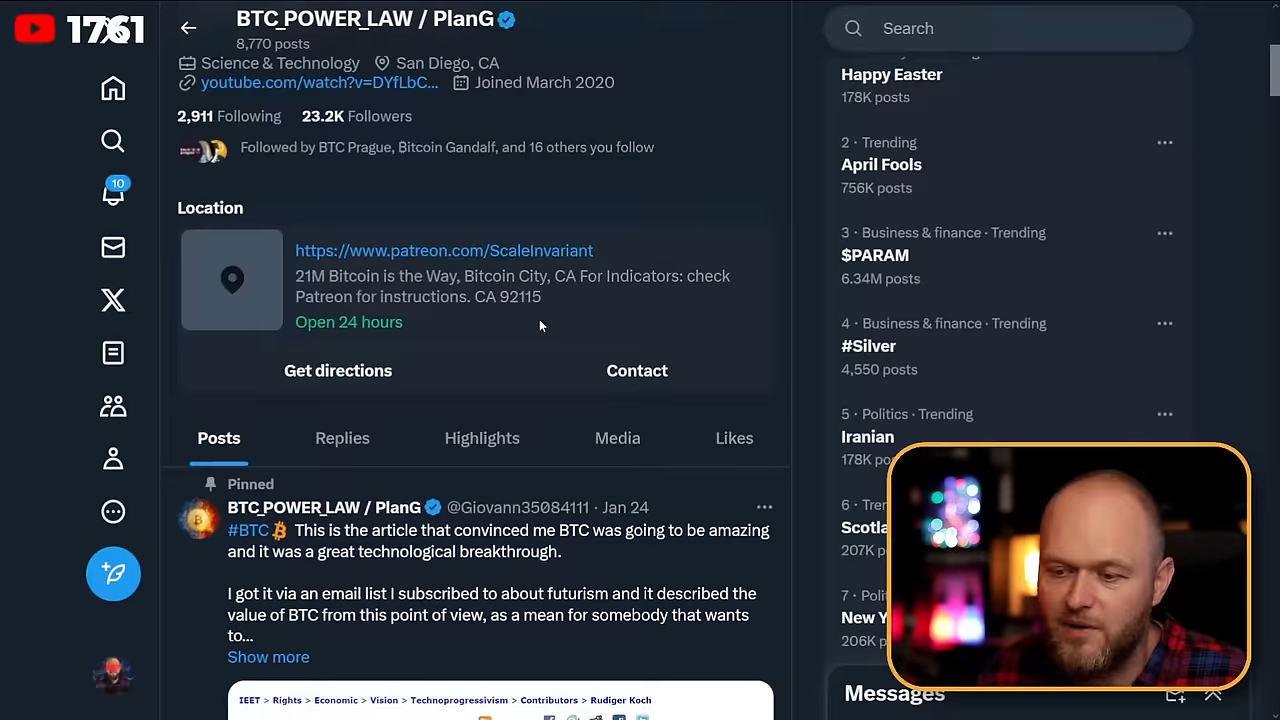 1761
BTC_POWER_LAW / PlanG
8,770 posts
Science & Technology San Diego, CA
youtube.com/watch?v=DYfLbC... Joined March 2020
2,911 Following 23.2K Followers
Followed by BTC Prague, ₿itcoin Gandalf, and 16 others you follow
Location
https://www.patreon.com/ScaleInvariant
21M Bitcoin is the Way, Bitcoin City, CA For Indicators: check
Patreon for instructions. CA 92115
Open 24 hours
Get directions Contact
Posts Replies Highlights Media Likes
Pinned
BTC_POWER_LAW / PlanG @Giovann35084111 · Jan 24
#BTC This is the article that convinced me BTC was going to be amazing
and it was a great technological breakthrough.
I got it via an email list I subscribed to about futurism and it described the
value of BTC from this point of view, as a mean for somebody that wants
to...
Show more
IEET > Rights > Economic > Vision > Technoprogressivism > Contributors > Rudiger Koch
10
Search
Happy Easter
178K posts
2 · Trending
April Fools
756K posts
3 · Business & finance · Trending
$PARAM
6.34M posts
4 · Business & finance · Trending
#Silver
4,550 posts
5 · Politics · Trending
Iranian
178K
6 ·
207K
7 ·
New
206K
Messages